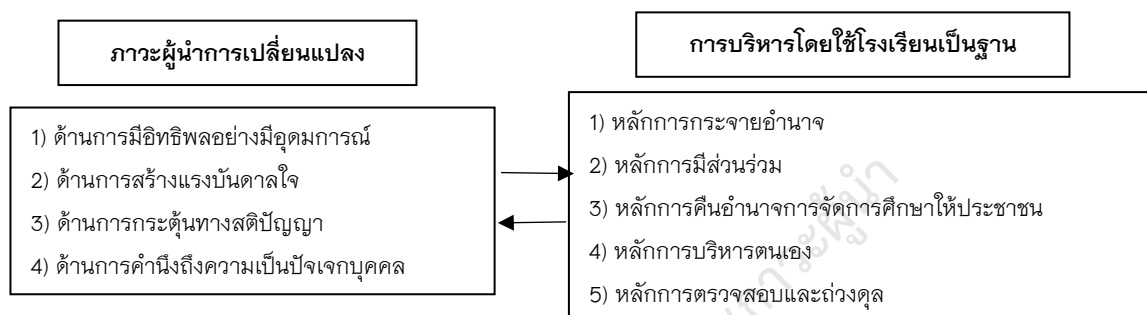 ภาวะผู้นำการเปลี่ยนแปลง
การบริหารโดยใช้โรงเรียนเป็นฐาน
1) ด้านการมีอิทธิพลอย่างมีอุดมการณ์
2) ด้านการสร้างแรงบันดาลใจ
3) ด้านการกระตุ้นทางสติปัญญา
4) ด้านการคำนึงถึงความเป็นปัจเจกบุคคล
1) หลักการกระจายอำนาจ
2) หลักการมีส่วนร่วม
3) หลักการคืนอำนาจการจัดการศึกษาให้ประชาชน
4) หลักการบริหารตนเอง
5) หลักการตรวจสอบและถ่วงดุล
ภาวะผู้นำ